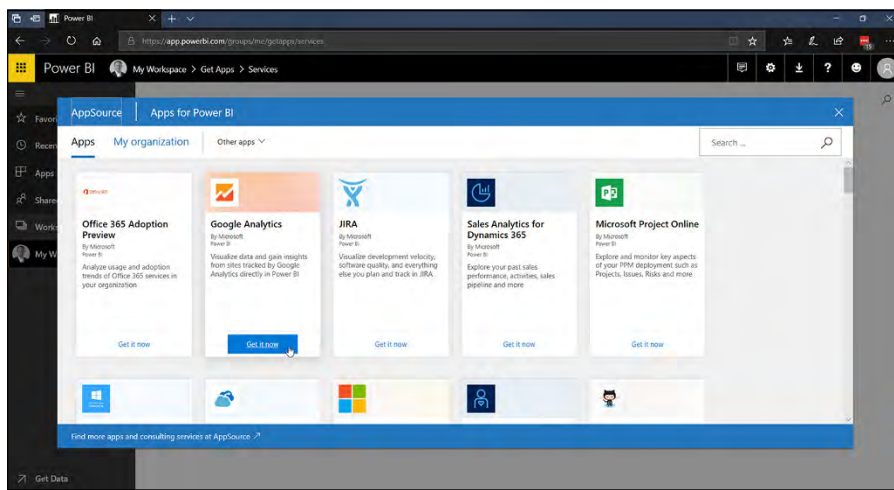 Power BI
https://app.powerbi.com/groups/me/getapps/services
15
Power BI My Workspace > Get Apps > Services
?
AppSource Apps for Power BI
Favori
Apps My organization Other apps
Search ...
Recen
Apps
Share
Works
My W
Office 365
Office 365 Adoption
Preview
By Microsoft
Power BI
Analyze usage and adoption
trends of Office 365 services in
your organization
Get it now
Google Analytics
By Microsoft
Power BI
Visualize data and gain insights
from sites tracked by Google
Analytics directly in Power BI
Get it now
JIRA
By Microsoft
Power BI
Visualize development velocity,
software quality, and everything
else you plan and track in JIRA
Get it now
Sales Analytics for
Dynamics 365
By Microsoft
Power BI
Explore your past sales
performance, activities, sales
pipeline and more
Get it now
Microsoft Project Online
By Microsoft
Power BI
Explore and monitor key aspects
of your PPM deployment such as
Projects, Issues, Risks and more
Get it now
Find more apps and consulting services at AppSource
Get Data